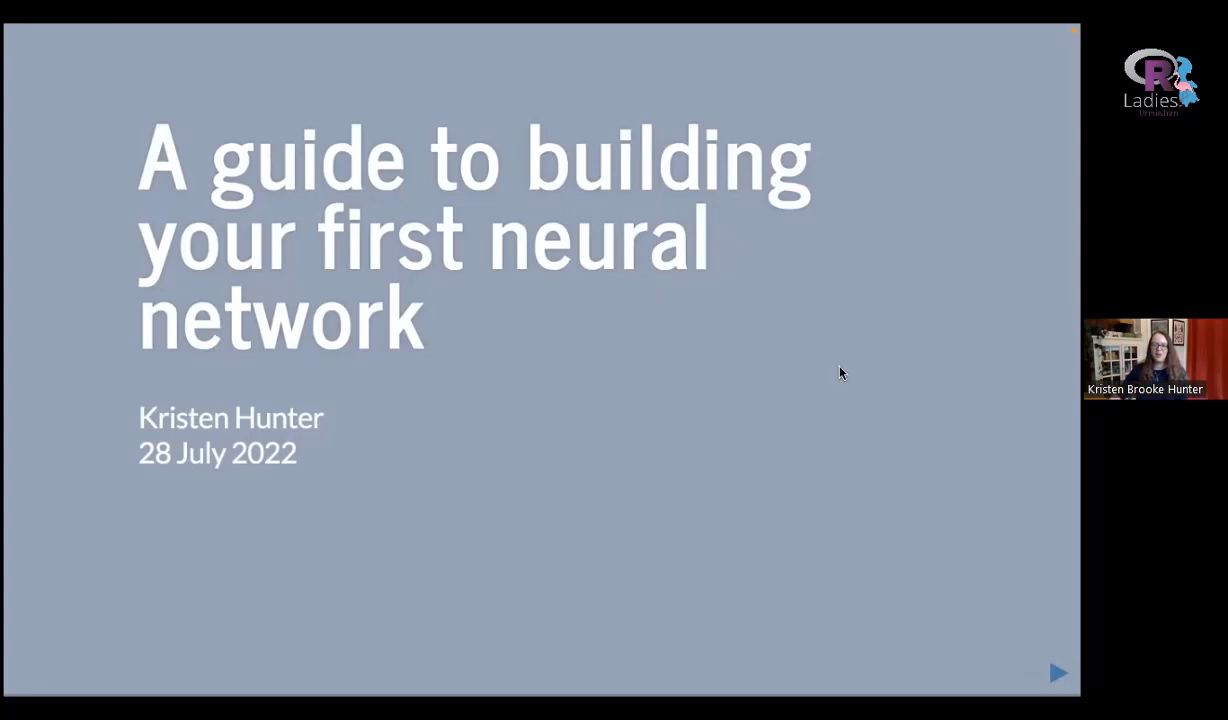 A guide to building
your first neural
network
Kristen Hunter
28 July 2022
R
Ladies
Kristen Brooke Hunter